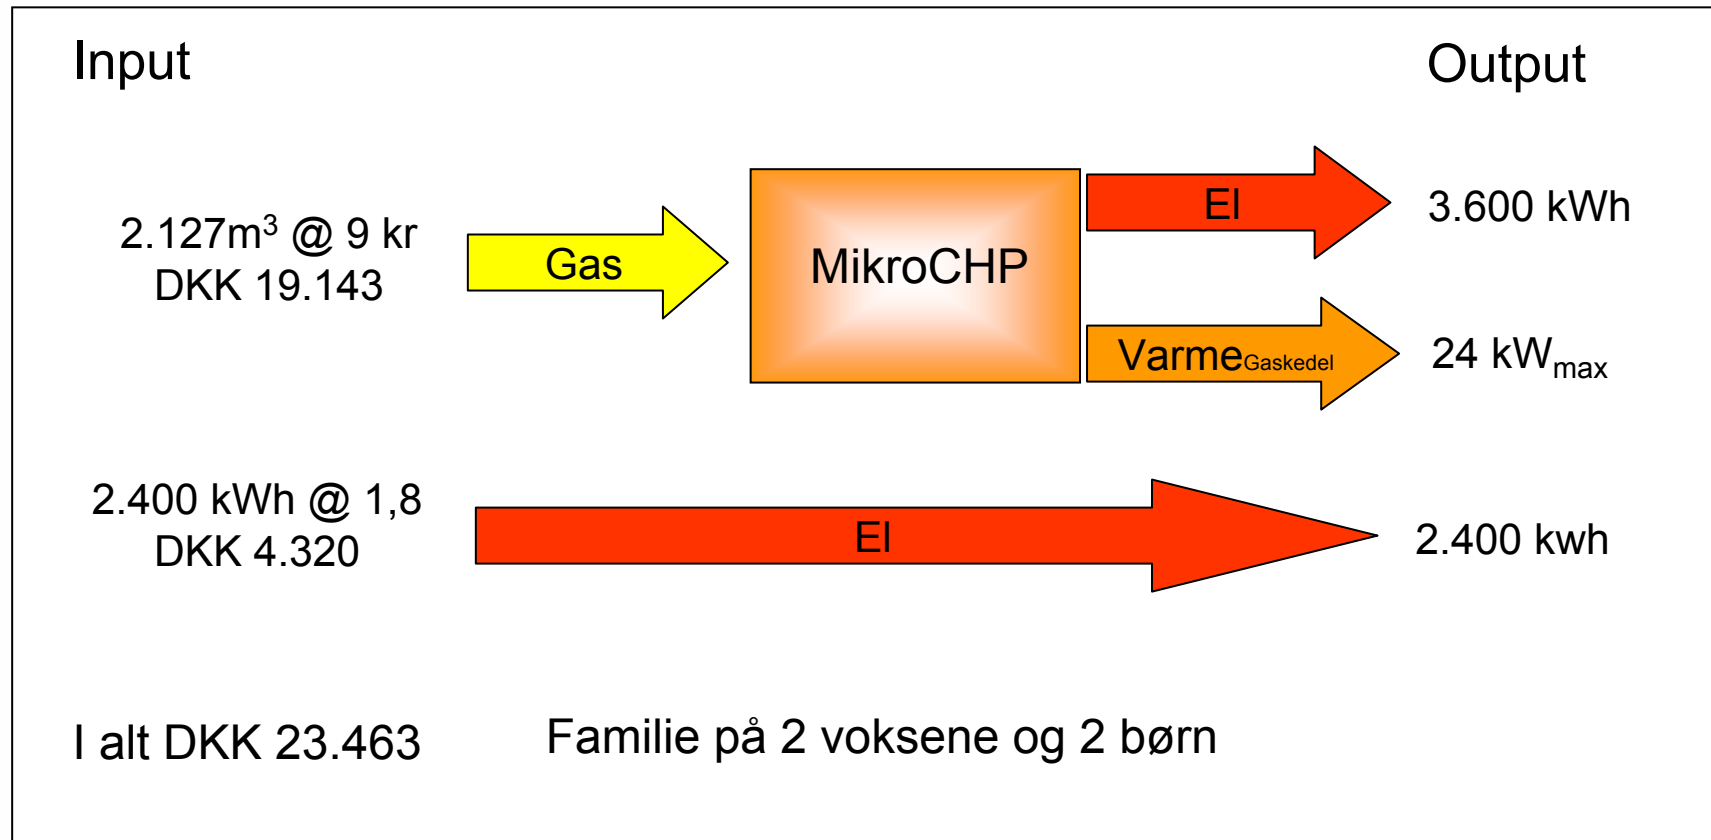 Input
Output
2.127m³ @ 9 kr
DKK 19.143
Gas
MikroCHP
El
3.600 kWh
VarmeGaskedel
24 kWmax
2.400 kWh @ 1,8
DKK 4.320
El
2.400 kwh
I alt DKK 23.463
Familie på 2 voksene og 2 børn